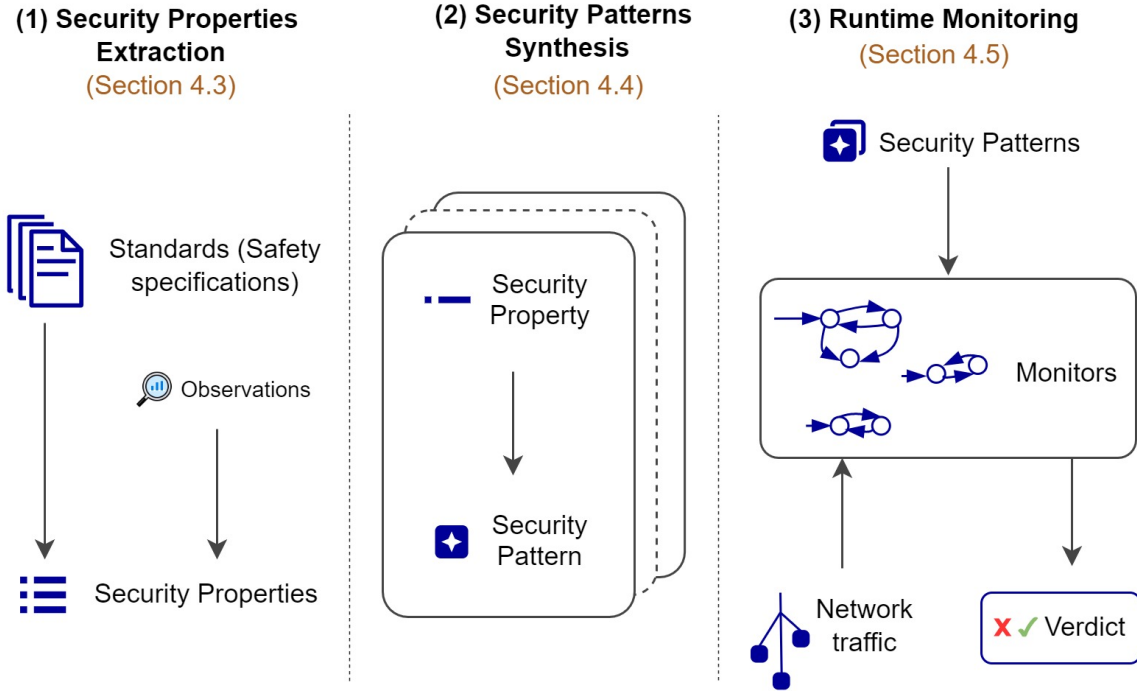 (1) Security Properties
Extraction
(Section 4.3)
Standards (Safety
specifications)
Observations
Security Properties
(2) Security Patterns
Synthesis
(Section 4.4)
Security
Property
Security
Pattern
(3) Runtime Monitoring
(Section 4.5)
Security Patterns
Monitors
Network
traffic
Verdict